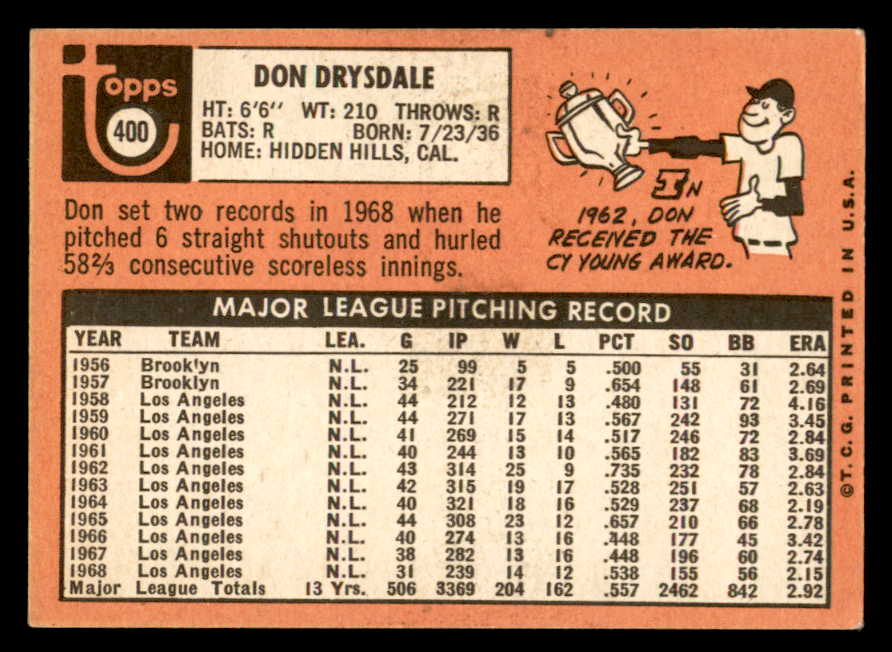 topps
400
DON DRYSDALE
HT: 6'6" WT: 210 THROWS: R
BATS: R BORN: 7/23/36
HOME: HIDDEN HILLS, CAL.
Don set two records in 1968 when he
pitched 6 straight shutouts and hurled
58⅔ consecutive scoreless innings.
IN
1962, DON
RECEIVED THE
CY YOUNG AWARD.
MAJOR LEAGUE PITCHING RECORD
YEAR TEAM LEA. G IP W L PCT SO BB ERA
1956 Brooklyn N.L. 25 99 5 5 .500 55 31 2.64
1957 Brooklyn N.L. 34 221 17 9 .654 148 61 2.69
1958 Los Angeles N.L. 44 212 12 13 .480 131 72 4.16
1959 Los Angeles N.L. 44 271 17 13 .567 242 93 3.45
1960 Los Angeles N.L. 41 269 15 14 .517 246 72 2.84
1961 Los Angeles N.L. 40 244 13 10 .565 182 83 3.69
1962 Los Angeles N.L. 43 314 25 9 .735 232 78 2.84
1963 Los Angeles N.L. 42 315 19 17 .528 251 57 2.63
1964 Los Angeles N.L. 40 321 18 16 .529 237 68 2.19
1965 Los Angeles N.L. 44 308 23 12 .657 210 66 2.78
1966 Los Angeles N.L. 40 274 13 16 .448 177 45 3.42
1967 Los Angeles N.L. 38 282 13 16 .448 196 60 2.74
1968 Los Angeles N.L. 31 239 14 12 .538 155 56 2.15
Major League Totals 13 Yrs. 506 3369 204 162 .557 2462 842 2.92
©T.C.G. PRINTED IN U.S.A.